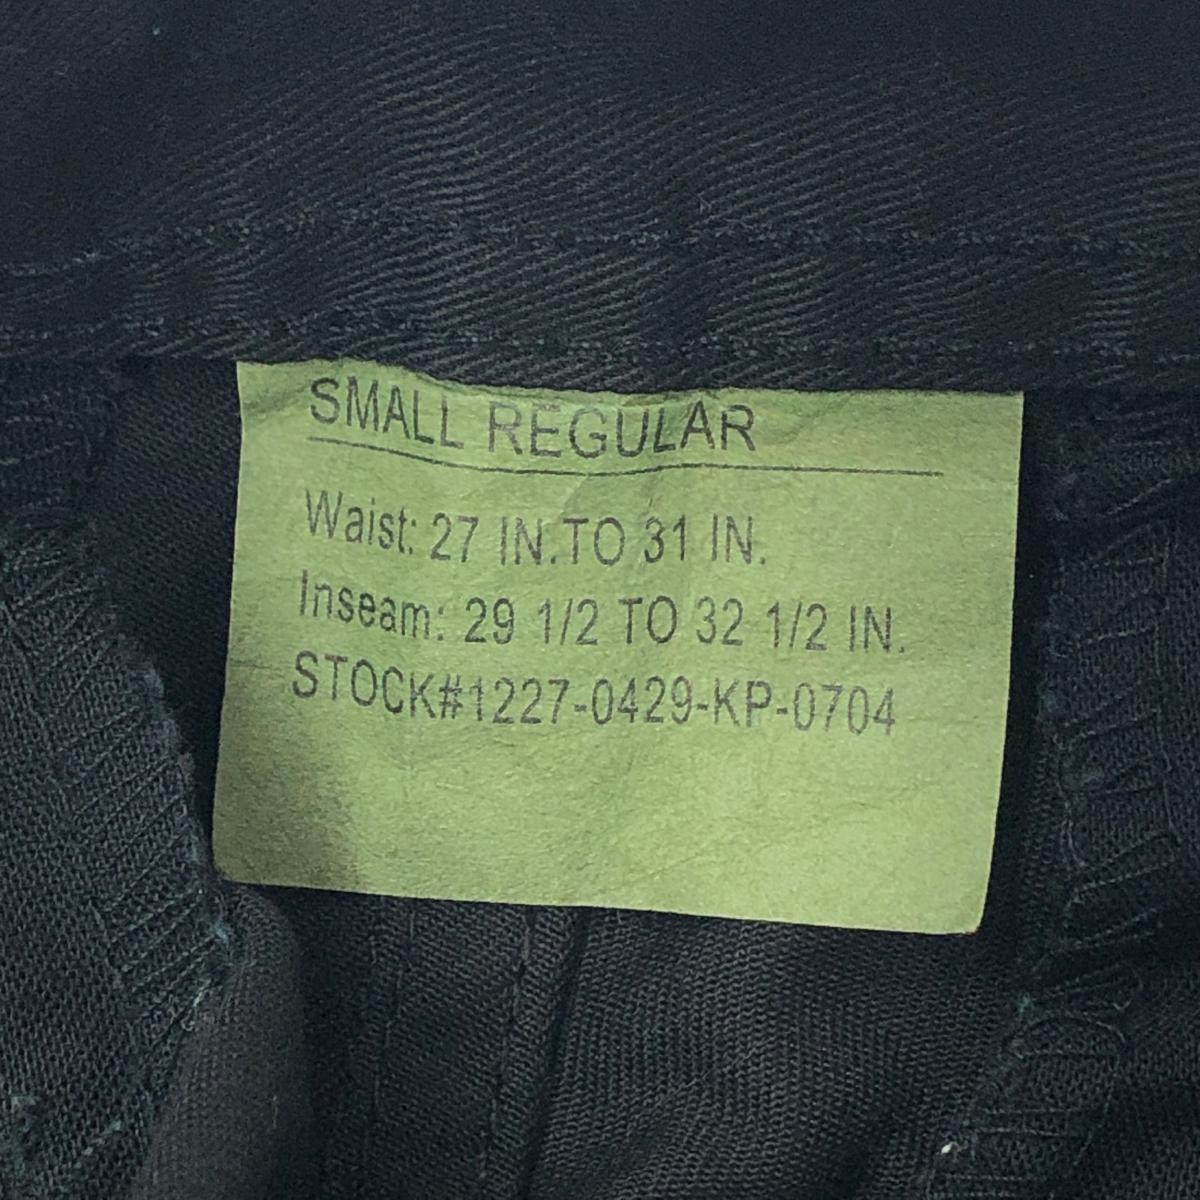 SMALL REGULAR
Waist: 27 IN.TO 31 IN.
Inseam: 29 1/2 TO 32 1/2 IN.
STOCK#1227-0429-KP-0704